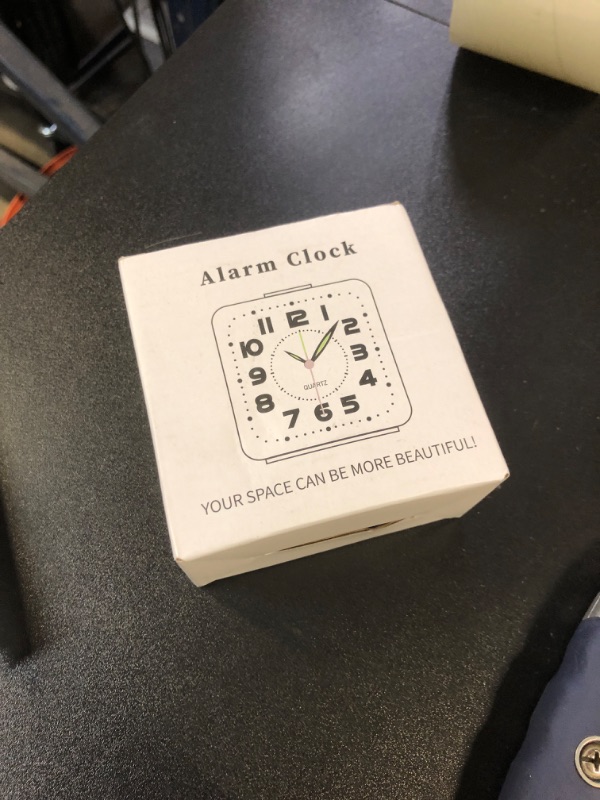 Alarm Clock
12
11 1
10 2
9 3
8 4
7 6 5
QUARTZ
YOUR SPACE CAN BE MORE BEAUTIFUL!